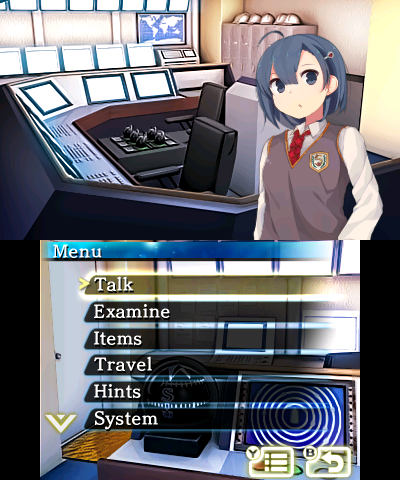 Menu
Talk
Examine
Items
Travel
Hints
System
Y
B